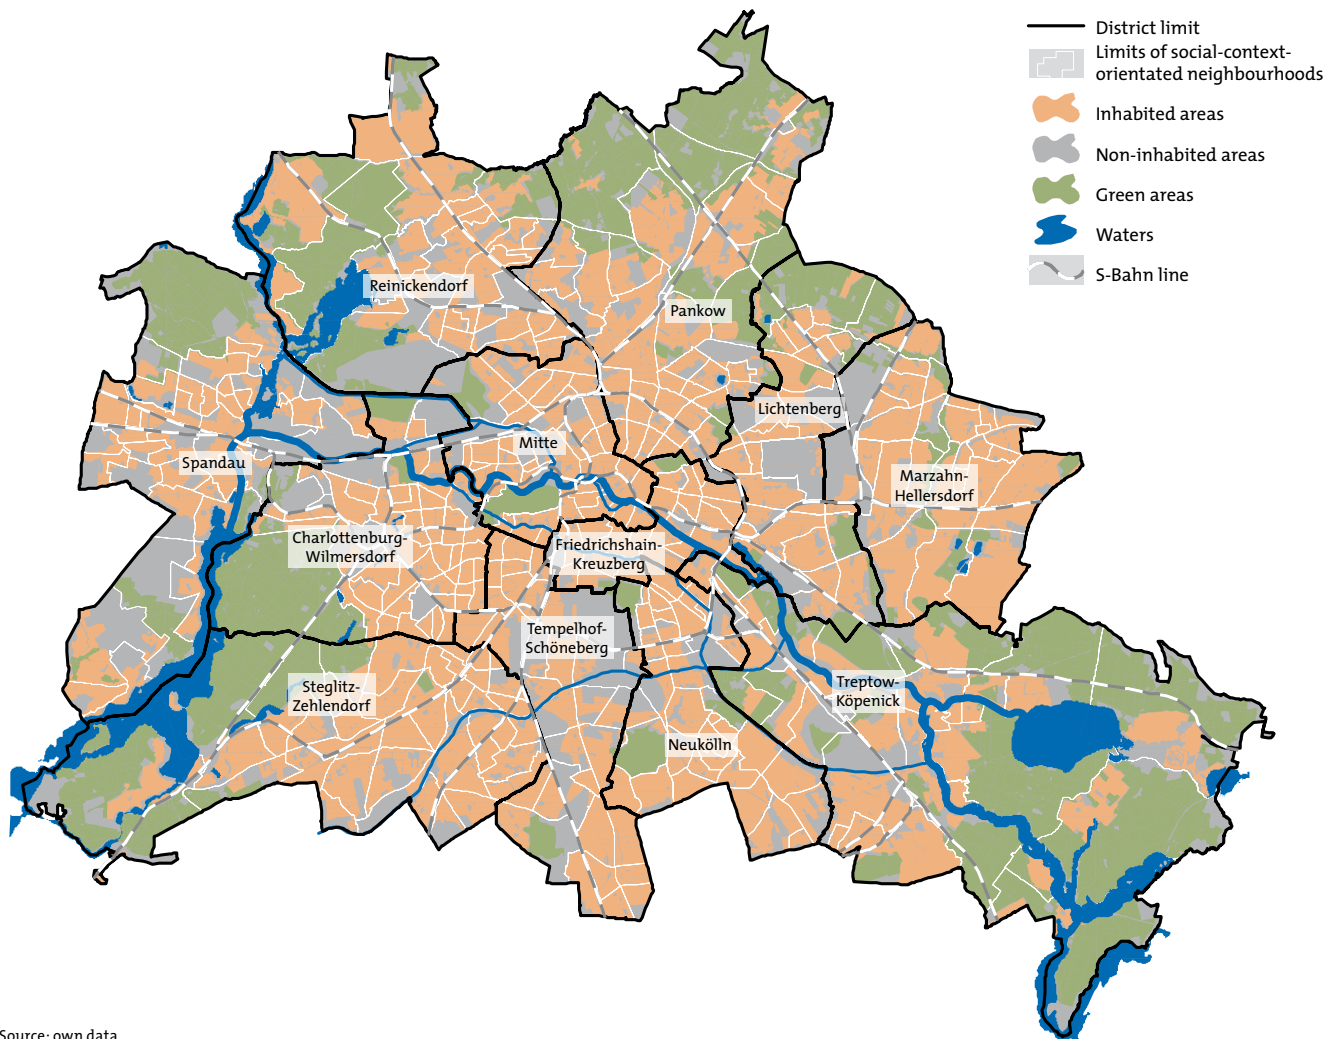 District limit
Limits of social-context-
orientated neighbourhoods
Inhabited areas
Non-inhabited areas
Green areas
Waters
S-Bahn line
Reinickendorf
Pankow
Lichtenberg
Mitte
Spandau
Marzahn-
Hellersdorf
Charlottenburg-
Wilmersdorf
Friedrichshain-
Kreuzberg
Tempelhof-
Schöneberg
Steglitz-
Zehlendorf
Treptow-
Köpenick
Neukölln
Source: own data